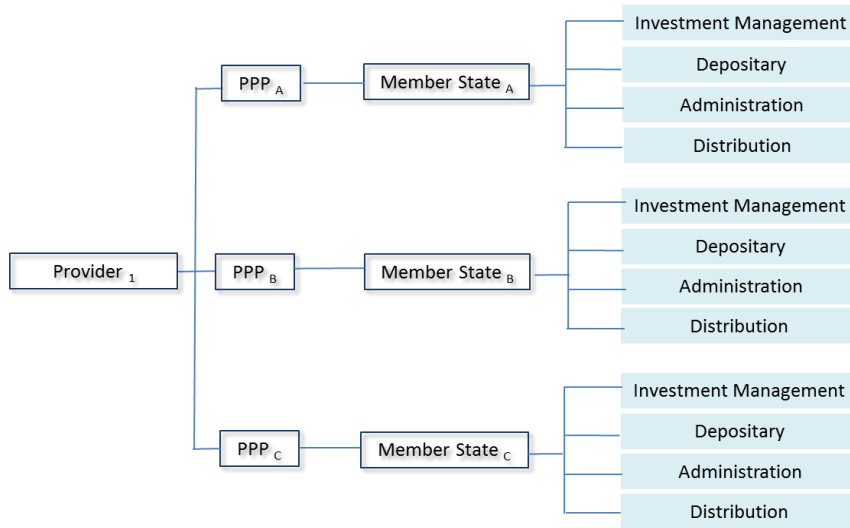 Investment Management
PPP A
Member State A
Depositary
Administration
Distribution
Investment Management
Provider 1
PPP B
Member State B
Depositary
Administration
Distribution
Investment Management
PPP C
Member State C
Depositary
Administration
Distribution